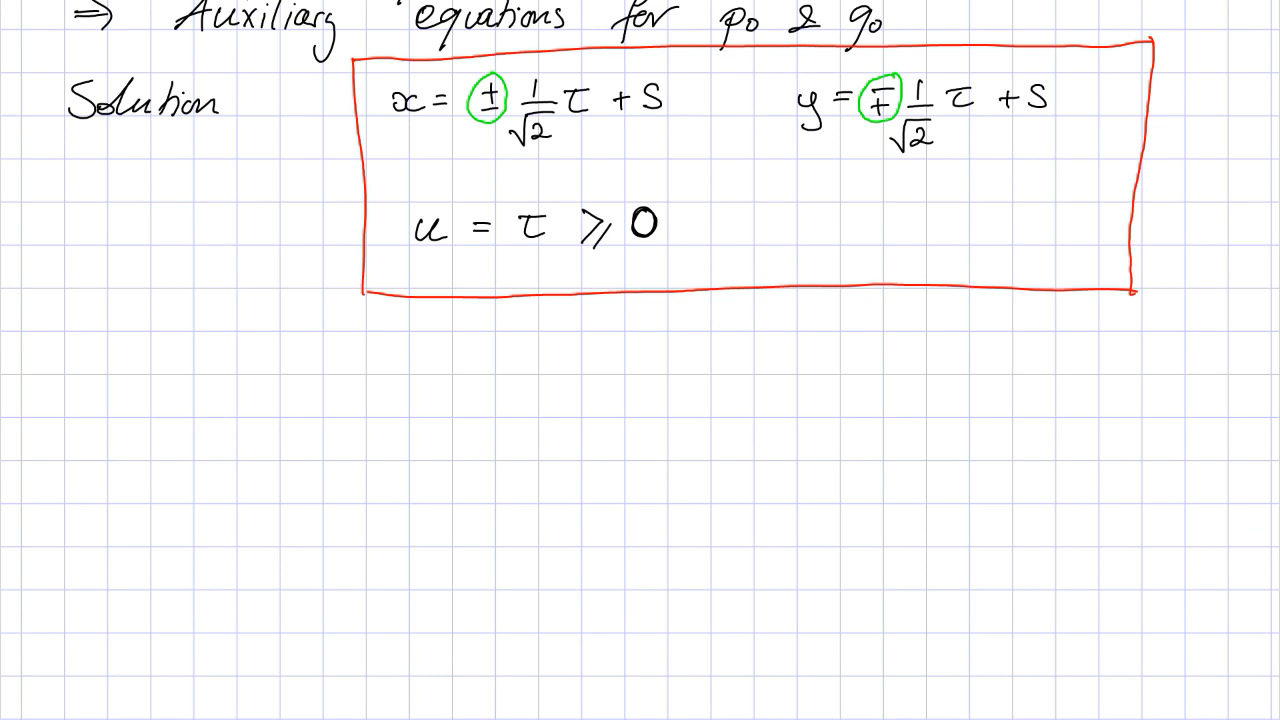 ⇒ Auxiliary equations for p₀ & q₀
Solution x = ± 1/√2 τ + S y = ∓ 1/√2 τ + S
u = τ ⩾ 0